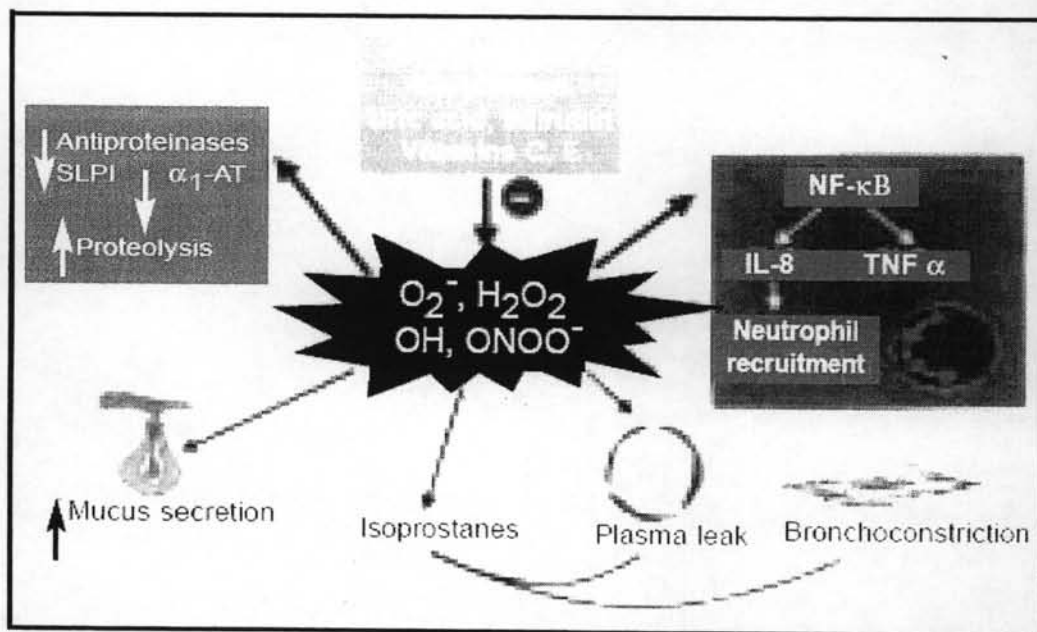 Antiproteinases
SLPI α₁-AT
Proteolysis
NF-κB
IL-8 TNF α
Neutrophil
recruitment
O₂⁻, H₂O₂
OH, ONOO⁻
Mucus secretion
Isoprostanes
Plasma leak
Bronchoconstriction